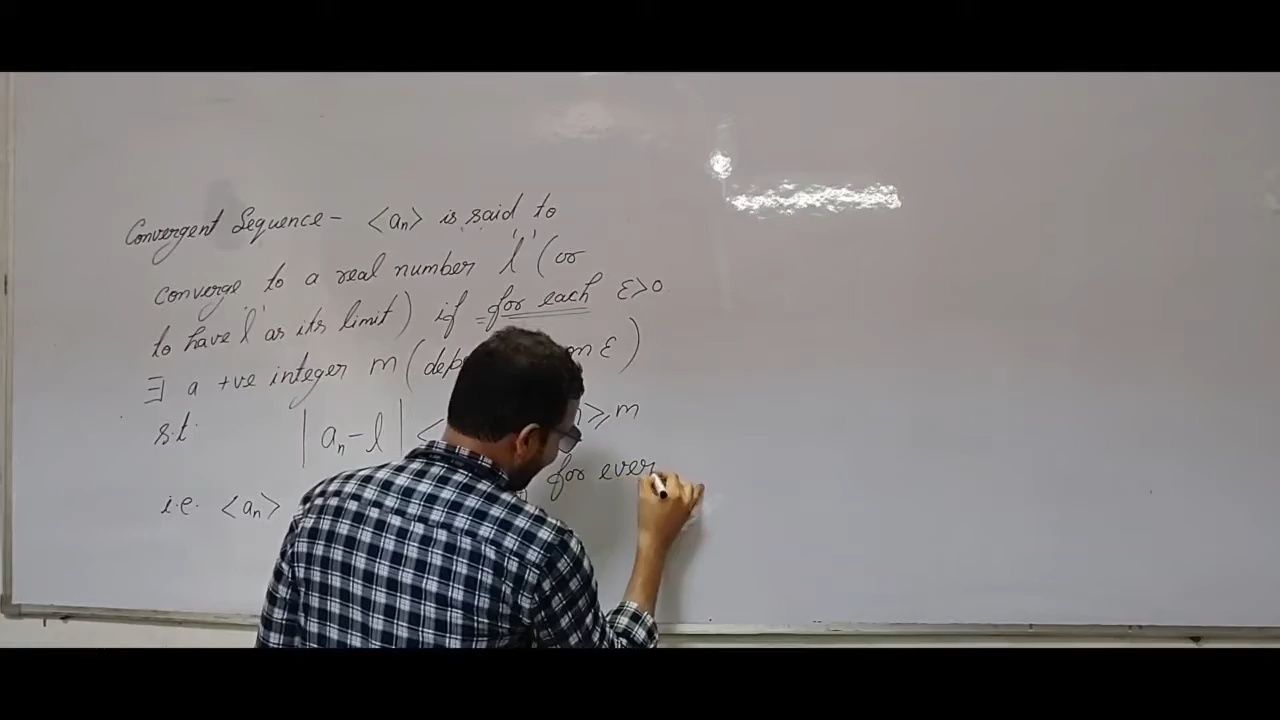 Convergent Sequence - <aₙ> is said to
converge to a real number 'l' (or
to have 'l' as its limit) if for each ε>0
∃ a +ve integer m (dep on ε)
s.t. |aₙ-l| < n≥m
i.e. <aₙ> for ever